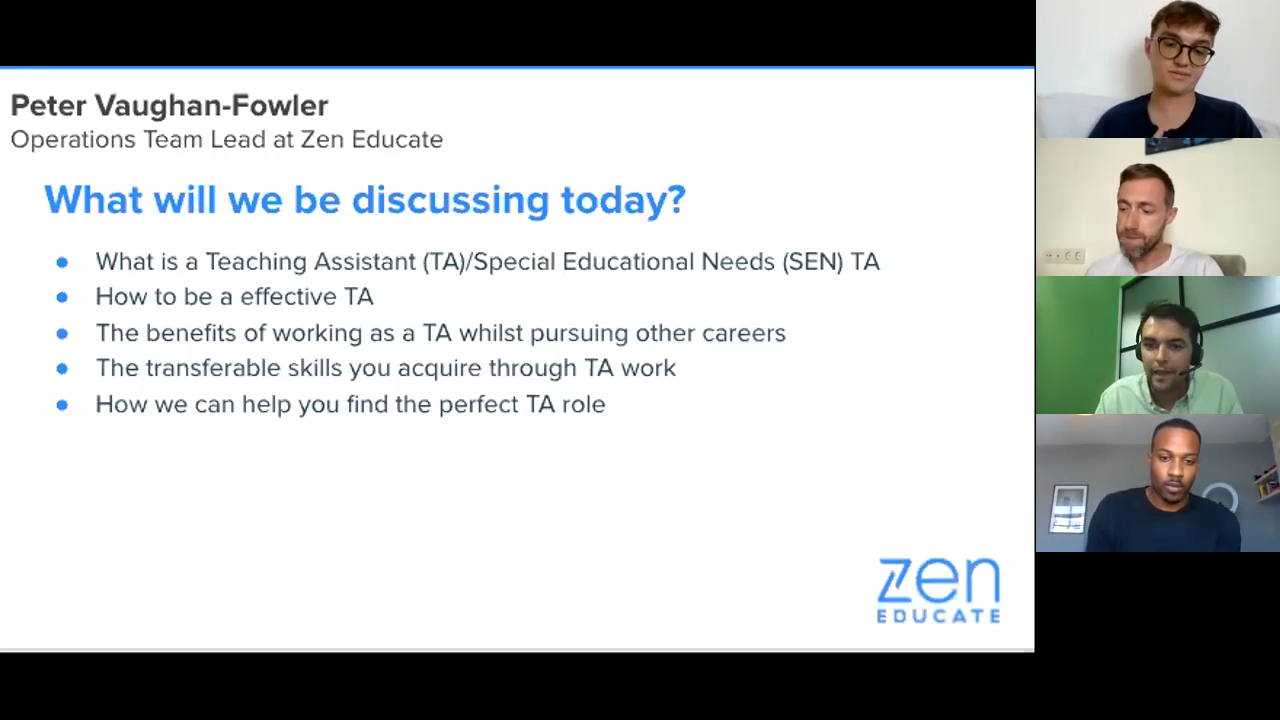 Peter Vaughan-Fowler
Operations Team Lead at Zen Educate
What will we be discussing today?
● What is a Teaching Assistant (TA)/Special Educational Needs (SEN) TA
● How to be a effective TA
● The benefits of working as a TA whilst pursuing other careers
● The transferable skills you acquire through TA work
● How we can help you find the perfect TA role
zen
EDUCATE